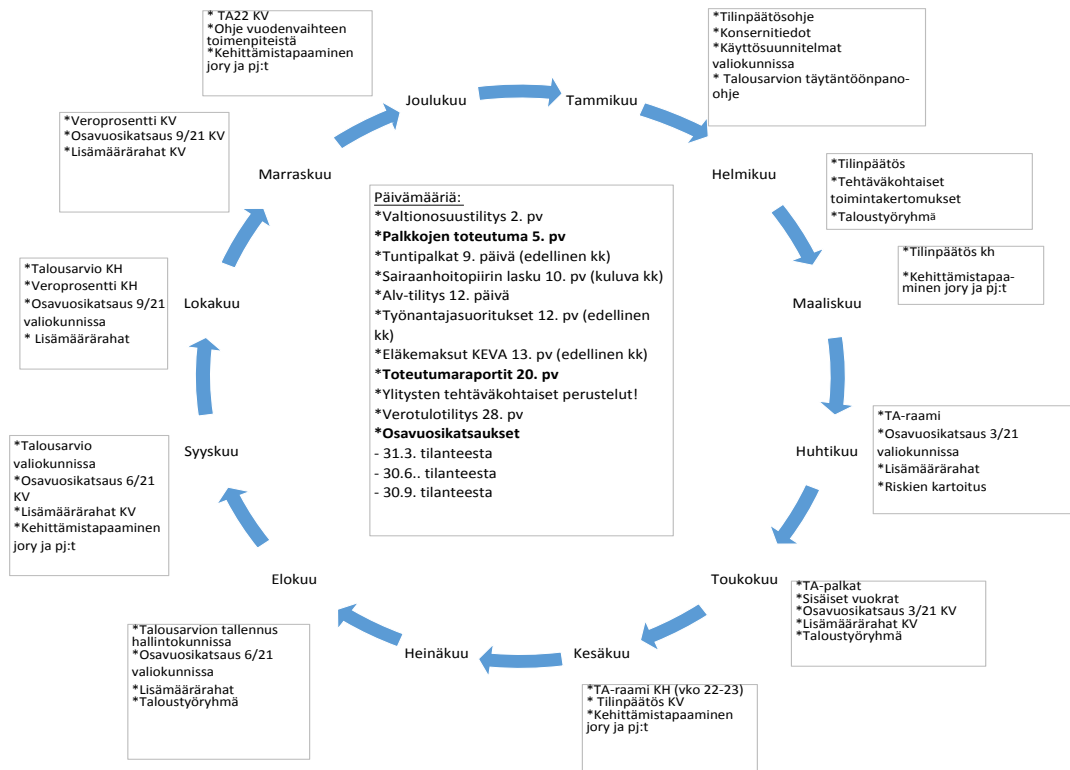 Tammikuu
*Tilinpäätösohje
*Konsernitiedot
*Käyttösuunnitelmat
valiokunnissa
* Talousarvion täytäntöönpano-
ohje
Helmikuu
*Tilinpäätös
*Tehtäväkohtaiset
toimintakertomukset
*Taloustyöryhmä
Maaliskuu
*Tilinpäätös kh
*Kehittämistapaa-
minen jory ja pj:t
Huhtikuu
*TA-raami
*Osavuosikatsaus 3/21
valiokunnissa
*Lisämäärärahat
*Riskien kartoitus
Toukokuu
*TA-palkat
*Sisäiset vuokrat
*Osavuosikatsaus 3/21 KV
*Lisämäärärahat KV
*Taloustyöryhmä
Kesäkuu
*TA-raami KH (vko 22-23)
* Tilinpäätös KV
*Kehittämistapaaminen
jory ja pj:t
Heinäkuu
Elokuu
*Talousarvion tallennus
hallintokunnissa
*Osavuosikatsaus 6/21
valiokunnissa
*Lisämäärärahat
*Taloustyöryhmä
Syyskuu
*Talousarvio
valiokunnissa
*Osavuosikatsaus 6/21
KV
*Lisämäärärahat KV
*Kehittämistapaaminen
jory ja pj:t
Lokakuu
*Talousarvio KH
*Veroprosentti KH
*Osavuosikatsaus 9/21
valiokunnissa
* Lisämäärärahat
Marraskuu
*Veroprosentti KV
*Osavuosikatsaus 9/21 KV
*Lisämäärärahat KV
Joulukuu
* TA22 KV
*Ohje vuodenvaihteen
toimenpiteistä
*Kehittämistapaaminen
jory ja pj:t
Päivämääriä:
*Valtionosuustilitys 2. pv
*Palkkojen toteutuma 5. pv
*Tuntipalkat 9. päivä (edellinen kk)
*Sairaanhoitopiirin lasku 10. pv (kuluva kk)
*Alv-tilitys 12. päivä
*Työnantajasuoritukset 12. pv (edellinen
kk)
*Eläkemaksut KEVA 13. pv (edellinen kk)
*Toteutumaraportit 20. pv
*Ylitysten tehtäväkohtaiset perustelut!
*Verotulotilitys 28. pv
*Osavuosikatsaukset
- 31.3. tilanteesta
- 30.6.. tilanteesta
- 30.9. tilanteesta